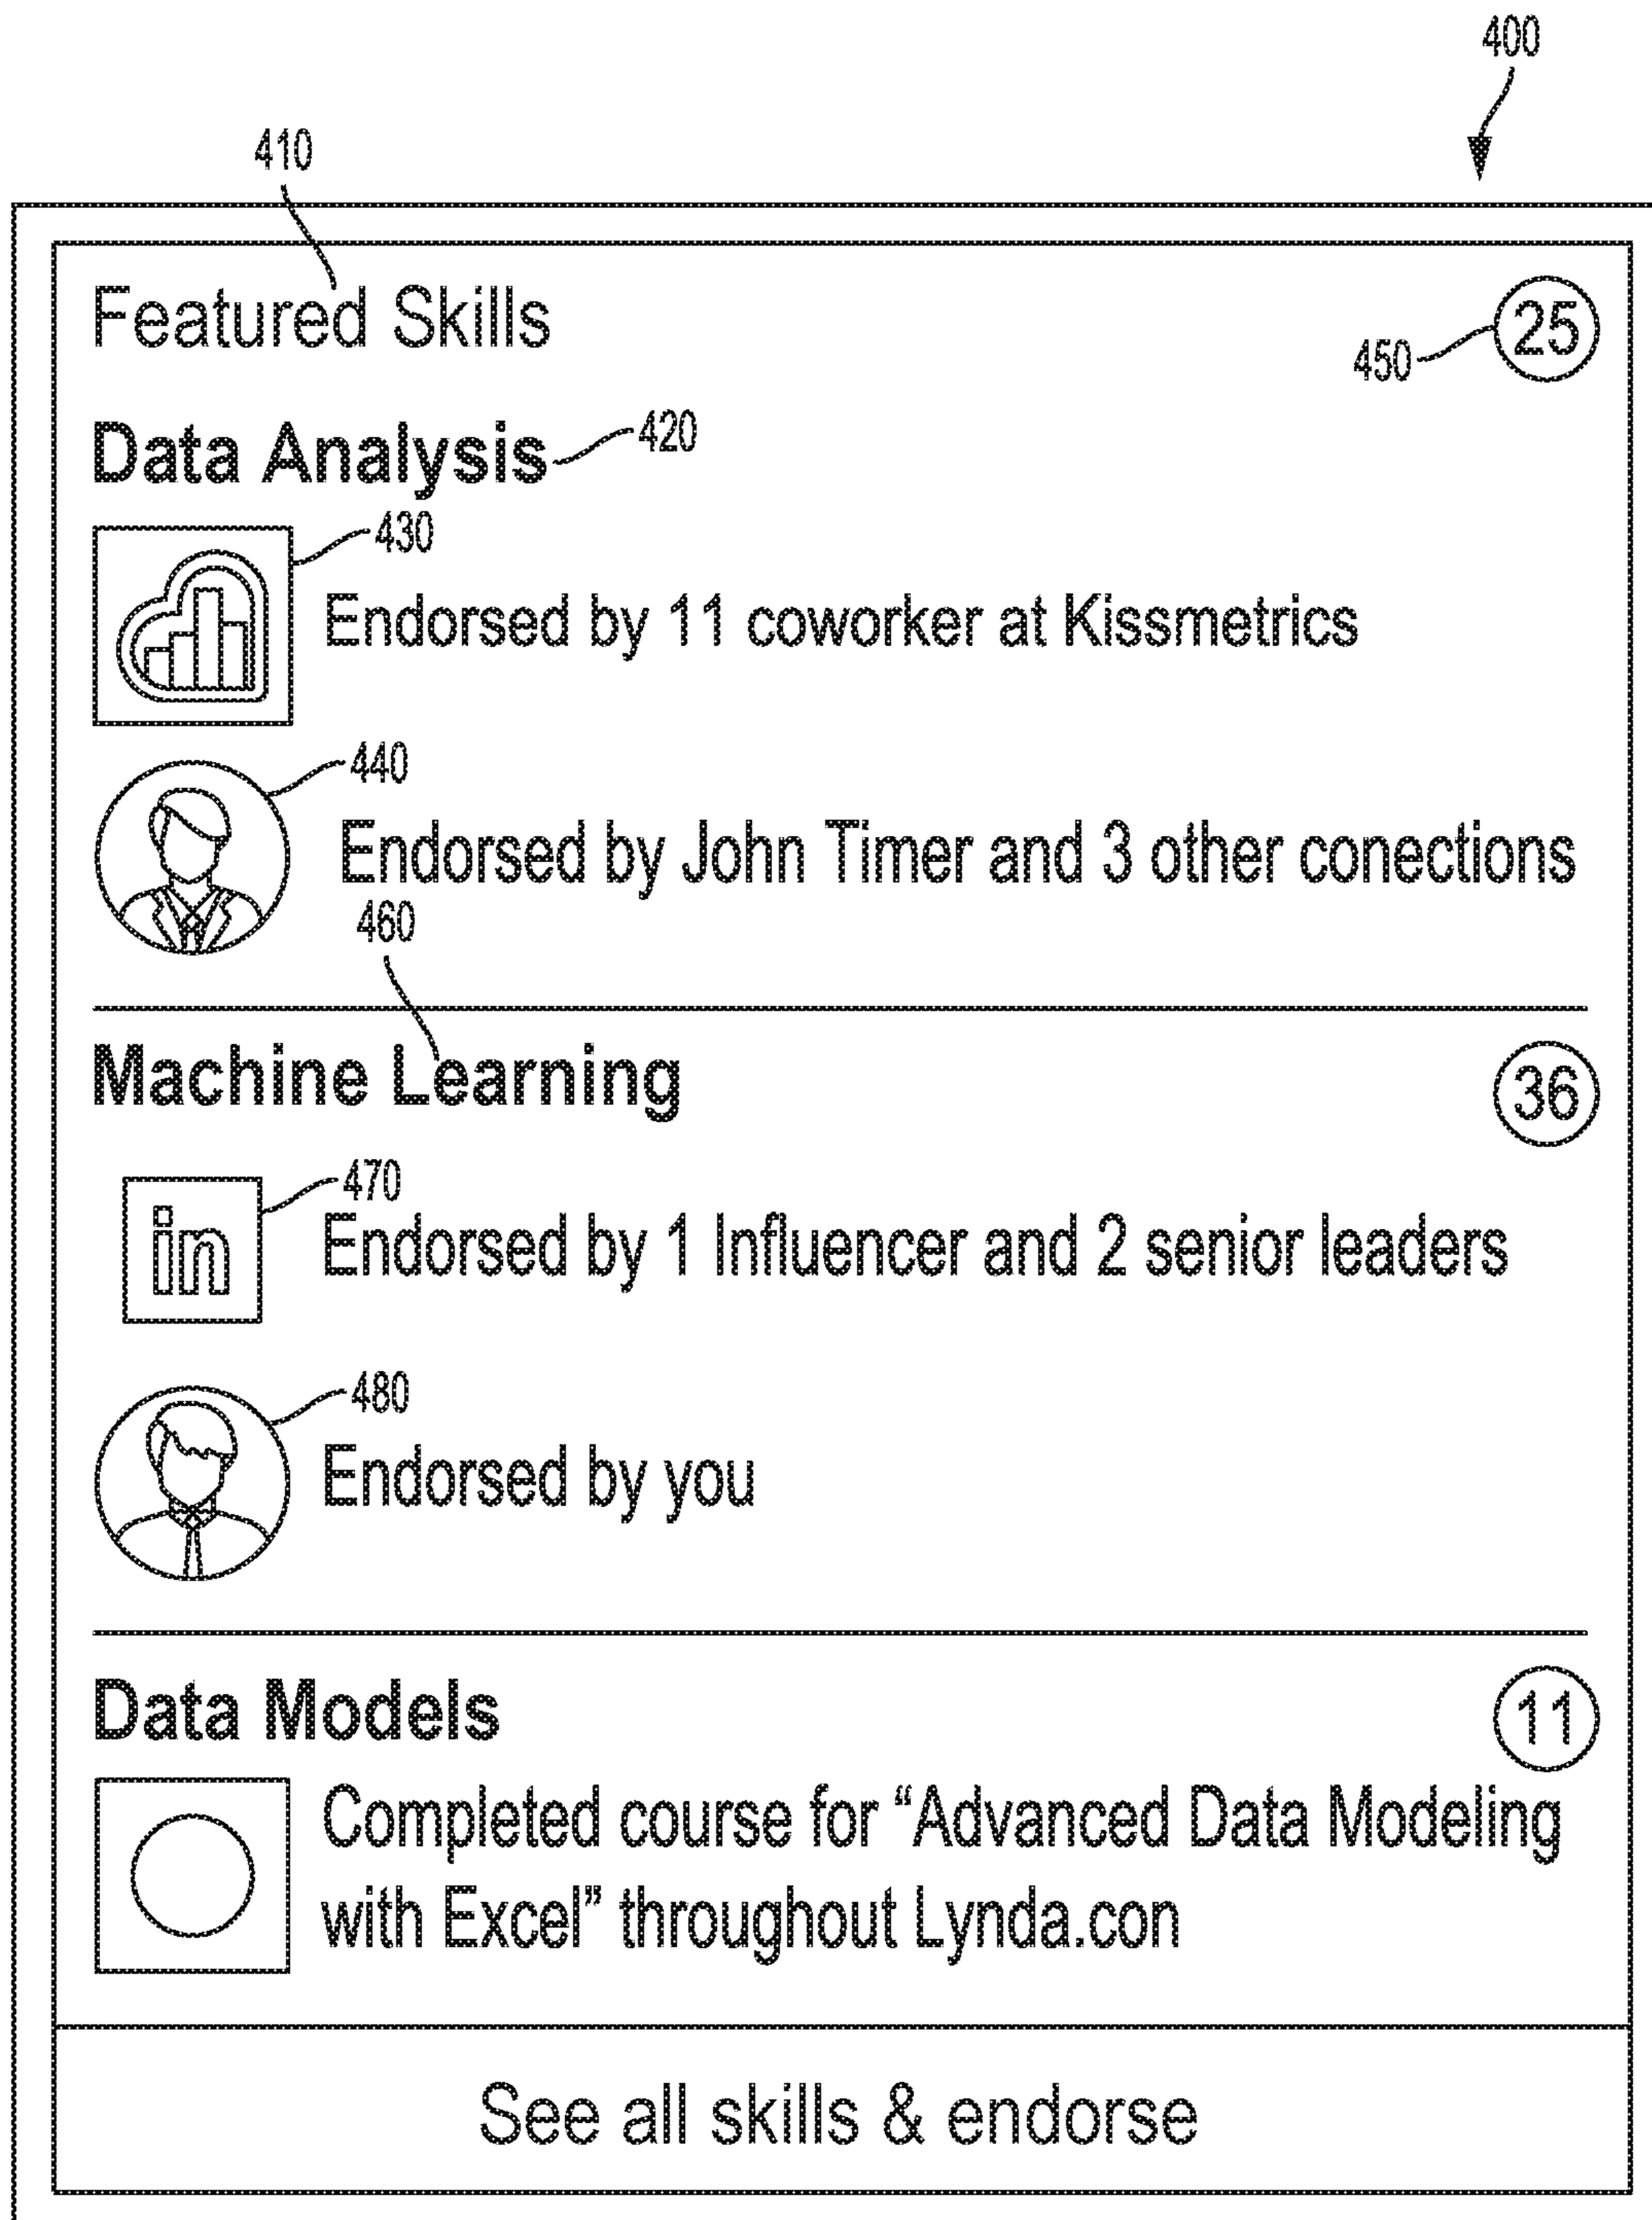 400
410
Featured Skills
25
450
Data Analysis
420
430
Endorsed by 11 coworker at Kissmetrics
440
Endorsed by John Timer and 3 other conections
460
Machine Learning
36
470
in
Endorsed by 1 Influencer and 2 senior leaders
480
Endorsed by you
Data Models
11
Completed course for “Advanced Data Modeling
with Excel” throughout Lynda.con
See all skills & endorse